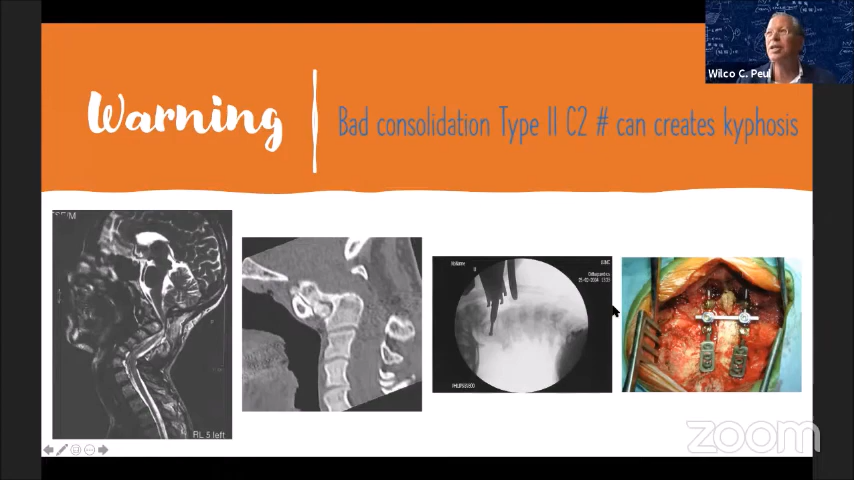 Wilco C. Peul
Warning
Bad consolidation Type II C2 # can creates kyphosis
RL 5 left
zoom